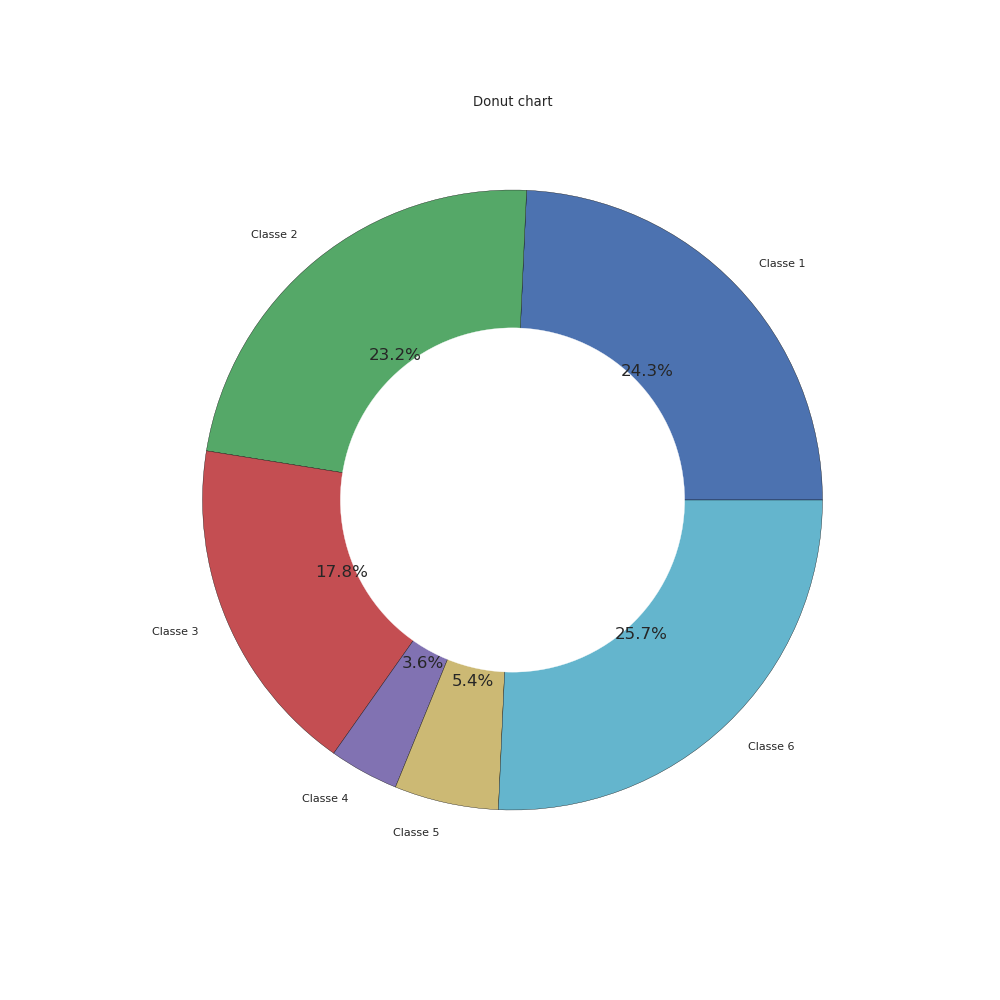 Donut chart
Classe 2
Classe 1
23.2%
24.3%
17.8%
Classe 3
25.7%
3.6%
5.4%
Classe 6
Classe 4
Classe 5